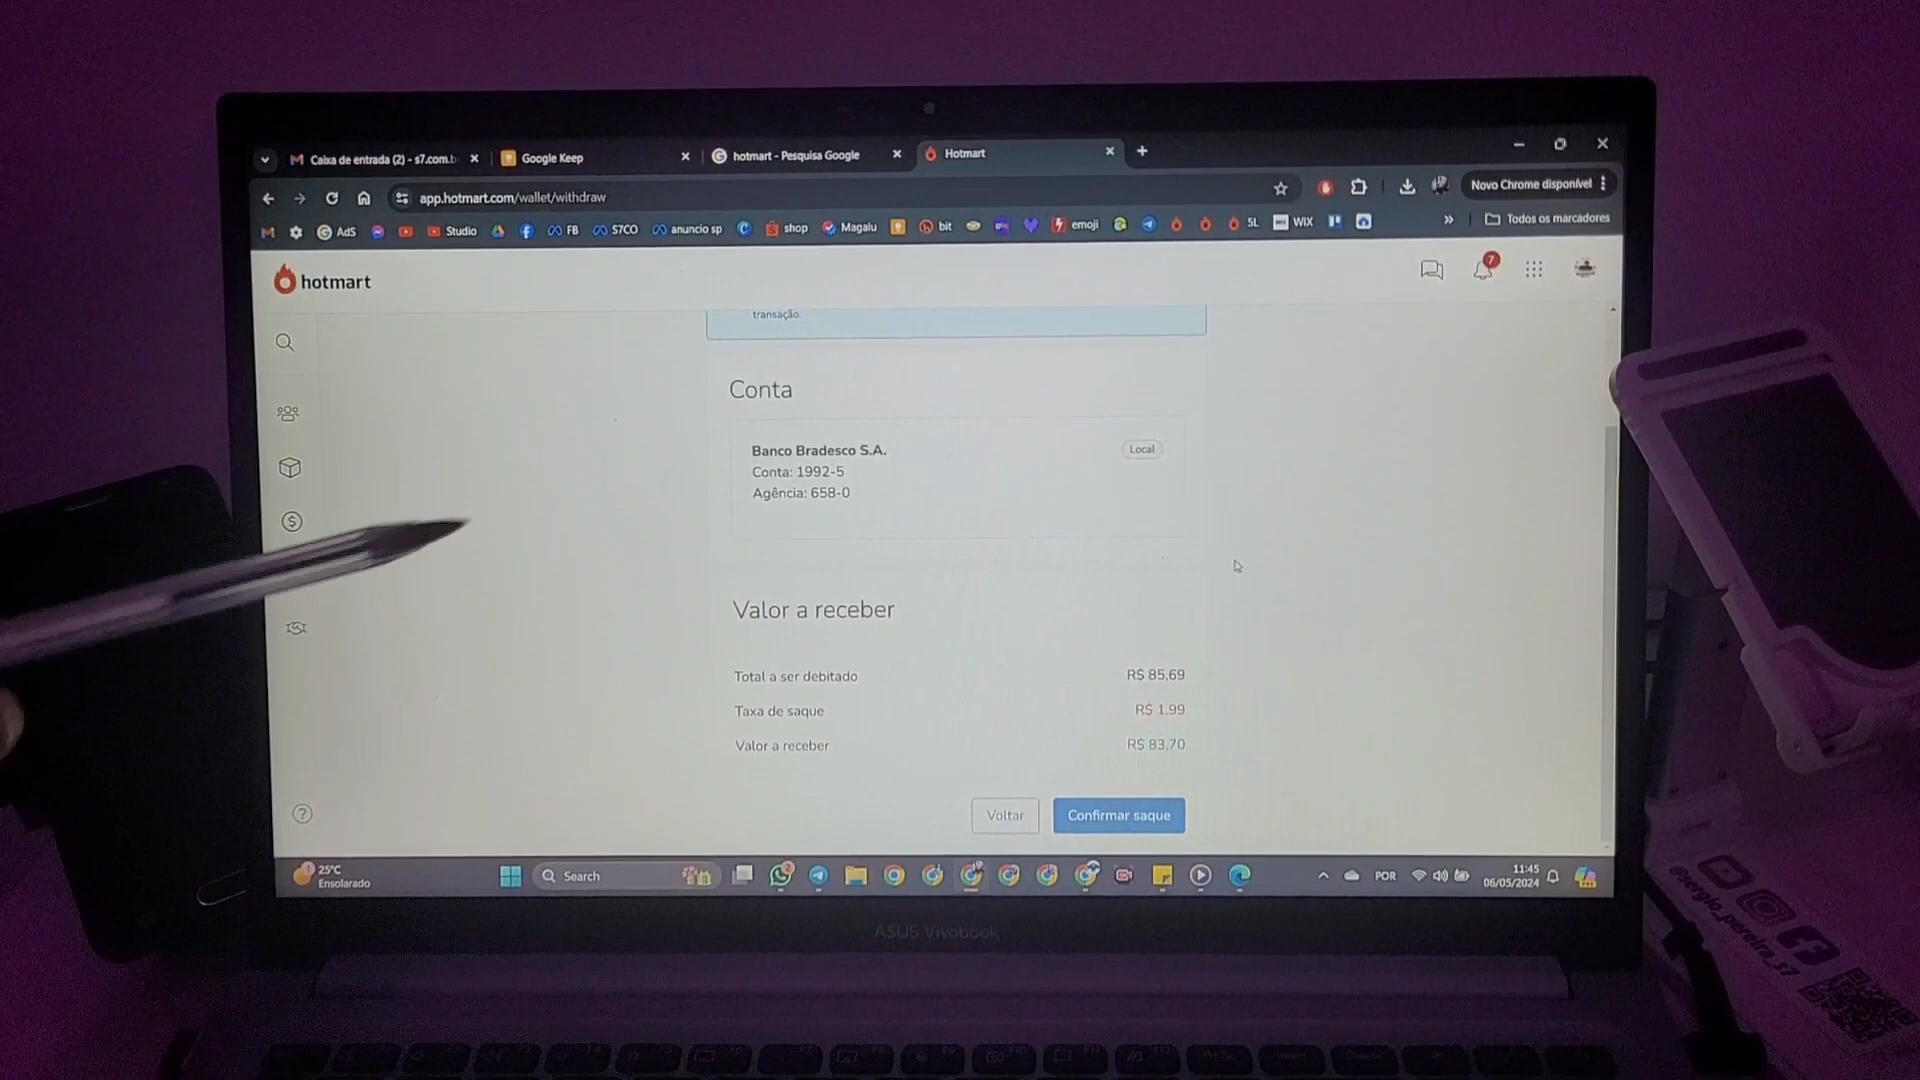 Caixa de entrada (2) - s7.com.b
Google Keep
hotmart - Pesquisa Google
Hotmart
app.hotmart.com/wallet/withdraw
Novo Chrome disponível
AdS
Studio
FB
S7CO
anuncio sp
shop
Magalu
bit
emoji
SL
WIX
Todos os marcadores
hotmart
7
transação.
Conta
Banco Bradesco S.A.
Local
Conta: 1992-5
Agência: 658-0
Valor a receber
Total a ser debitado R$ 85,69
Taxa de saque R$ 1,99
Valor a receber R$ 83,70
Voltar
Confirmar saque
25°C
Ensolarado
Search
POR
11:45
06/05/2024
ASUS Vivobook
@sergio_pereira_s7